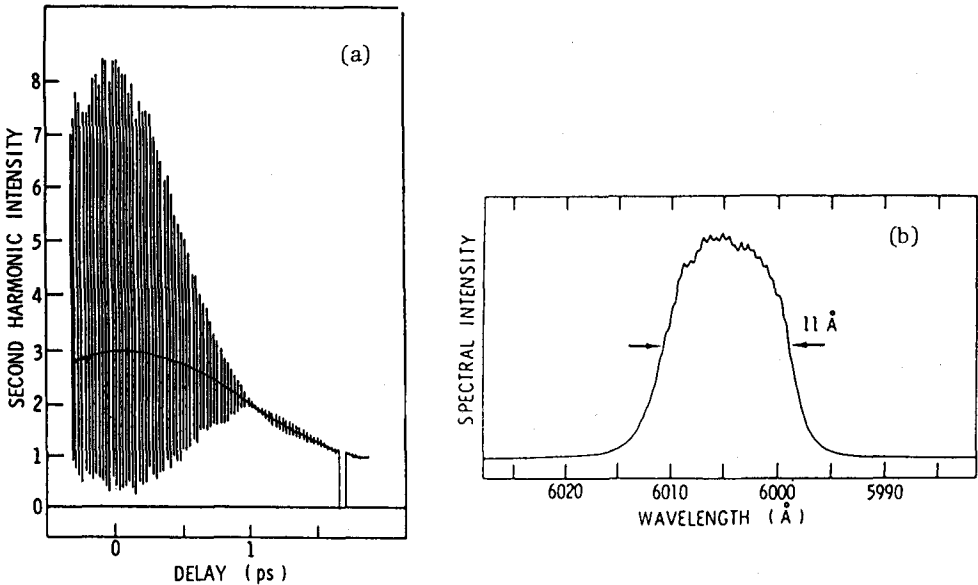 (a)
SECOND HARMONIC INTENSITY
8
7
6
5
4
3
2
1
0
0
1
DELAY (ps)
(b)
SPECTRAL INTENSITY
11 Å
6020
6010
6000
5990
WAVELENGTH (Å)